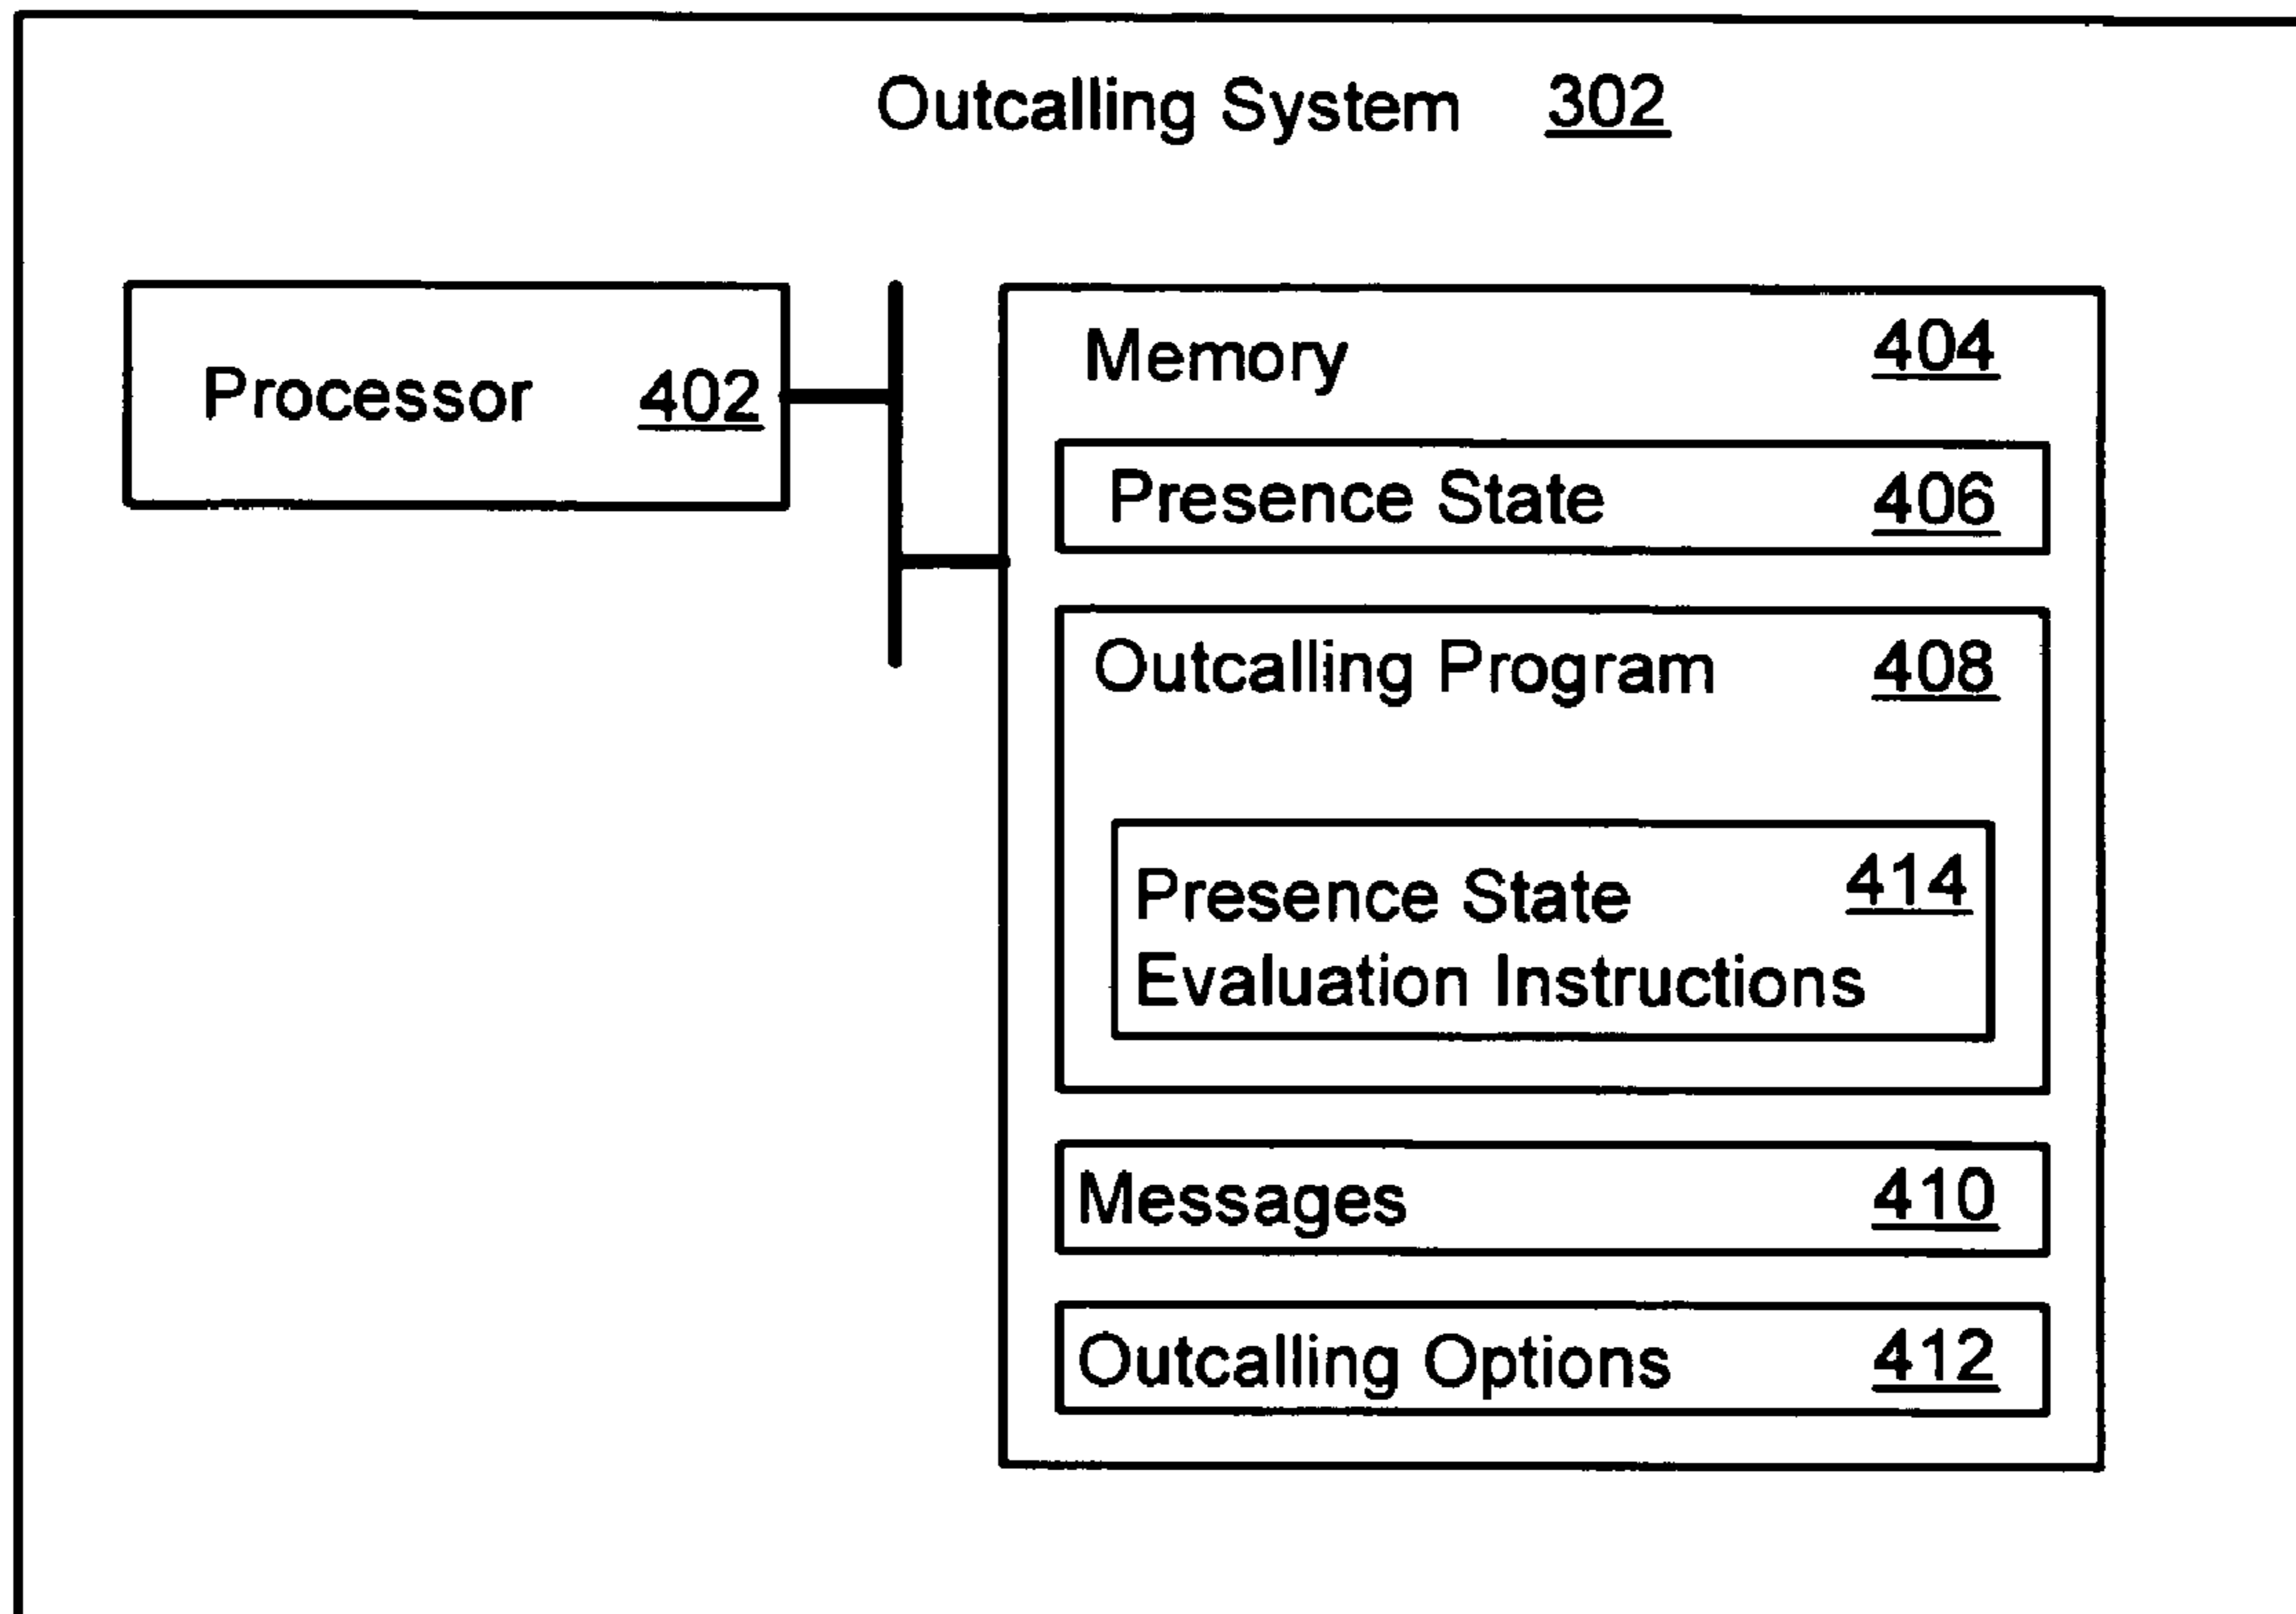 Outcalling System 302
Processor 402
Memory 404
Presence State 406
Outcalling Program 408
Presence State 414
Evaluation Instructions
Messages 410
Outcalling Options 412